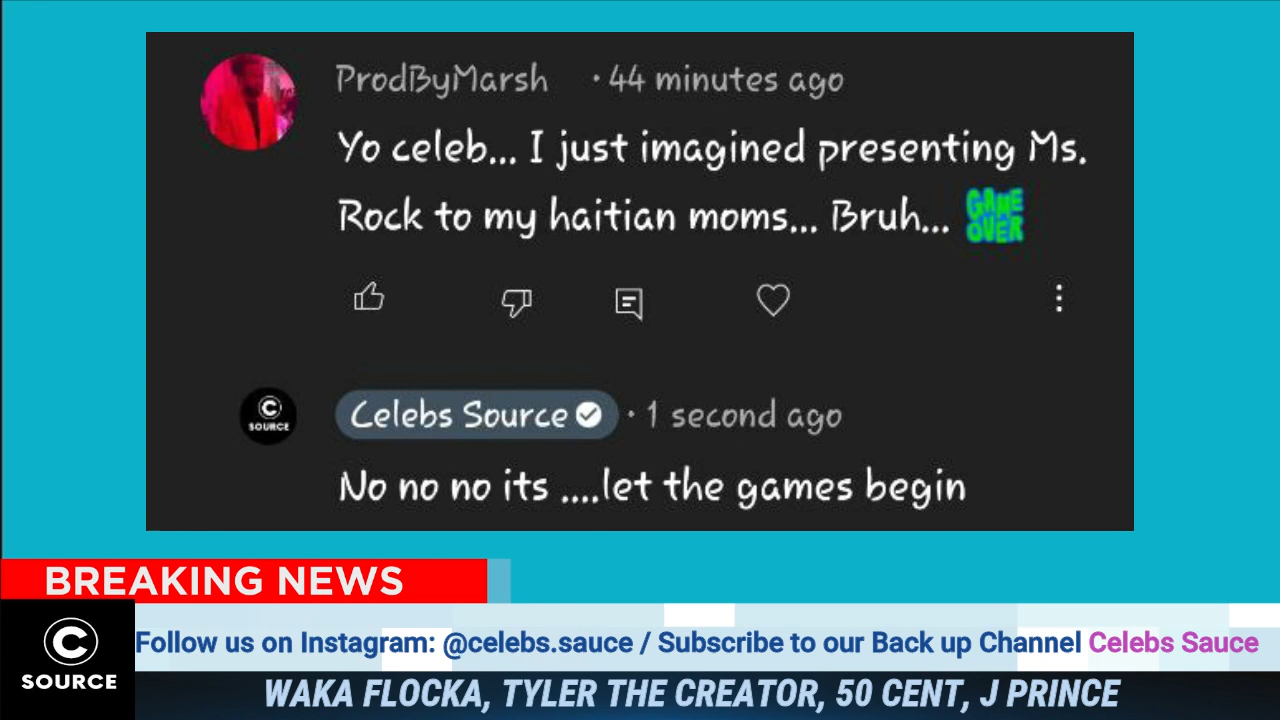 ProdByMarsh · 44 minutes ago
Yo celeb... I just imagined presenting Ms.
Rock to my haitian moms... Bruh... GAME OVER
C
SOURCE
Celebs Source · 1 second ago
No no no its ....let the games begin
BREAKING NEWS
C
SOURCE
Follow us on Instagram: @celebs.sauce / Subscribe to our Back up Channel Celebs Sauce
WAKA FLOCKA, TYLER THE CREATOR, 50 CENT, J PRINCE